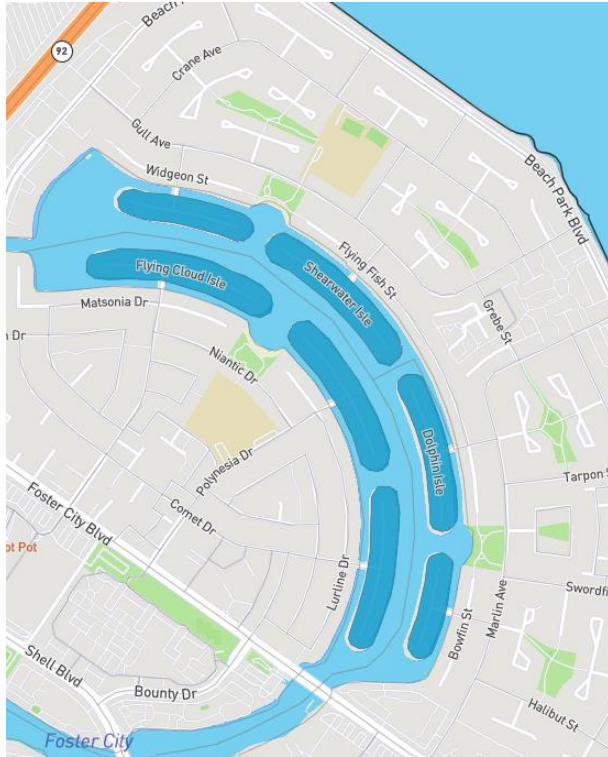 Beach P
92
Crane Ave
Gull Ave
Widgeon St
Beach Park Blvd
Flying Fish St
Shearwater Isle
Flying Cloud Isle
Matsonia Dr
n Dr
Grebe St
Niantic Dr
Dolphin Isle
Polynesia Dr
Tarpon S
Foster City Blvd
Comet Dr
ot Pot
Lurline Dr
Swordfi
Marlin Ave
Bowfin St
Shell Blvd
Bounty Dr
Halibut St
Foster City